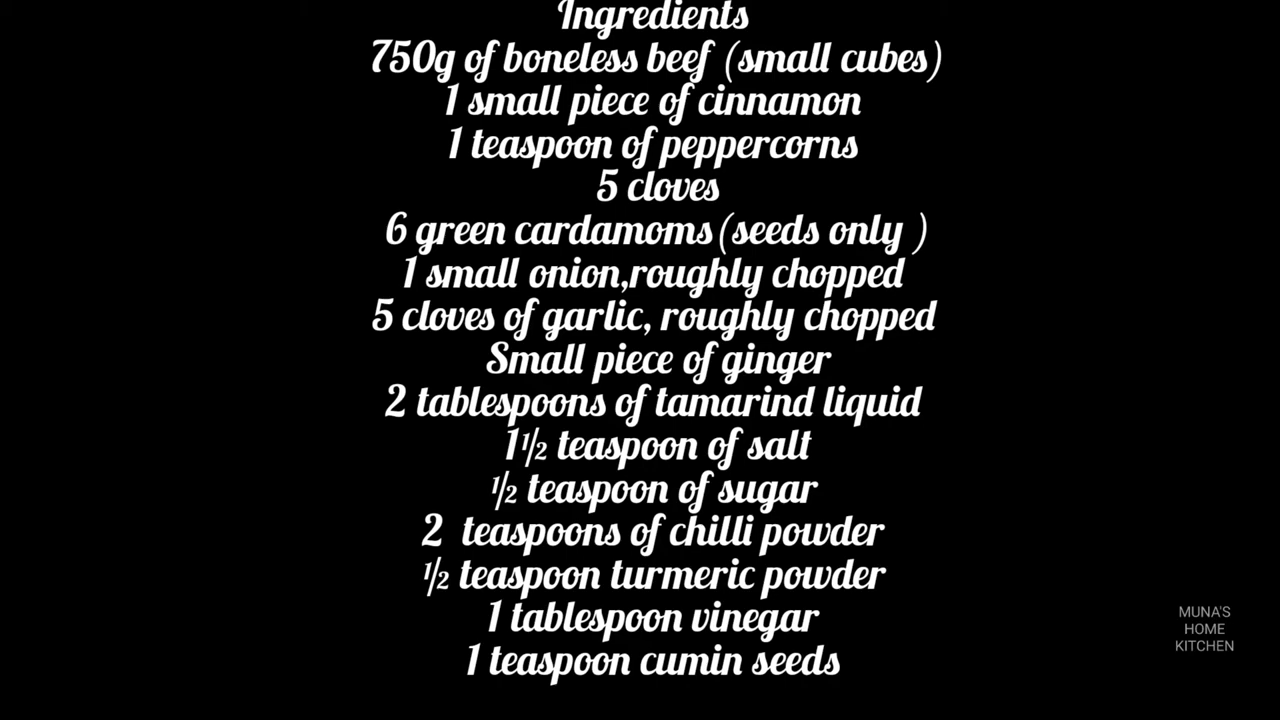 Ingredients
750g of boneless beef (small cubes)
1 small piece of cinnamon
1 teaspoon of peppercorns
5 cloves
6 green cardamoms(seeds only )
1 small onion,roughly chopped
5 cloves of garlic, roughly chopped
Small piece of ginger
2 tablespoons of tamarind liquid
1½ teaspoon of salt
½ teaspoon of sugar
2  teaspoons of chilli powder
½ teaspoon turmeric powder
1 tablespoon vinegar
1 teaspoon cumin seeds
MUNA'S
HOME
KITCHEN